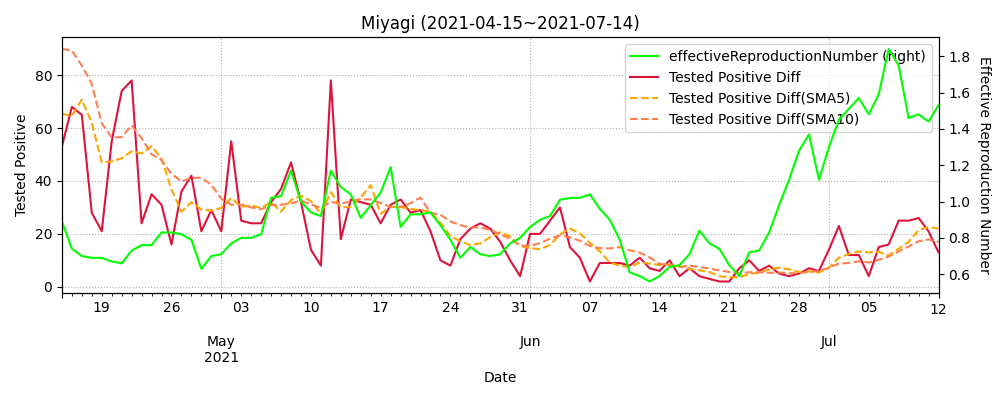 Miyagi (2021-04-15~2021-07-14)
effectiveReproductionNumber (right)
Tested Positive Diff
Tested Positive Diff(SMA5)
Tested Positive Diff(SMA10)
Tested Positive
80
60
40
20
0
Effective Reproduction Number
1.8
1.6
1.4
1.2
1.0
0.8
0.6
19 26 03 10 17 24 31 07 14 21 28 05 12
May Jun Jul
2021
Date